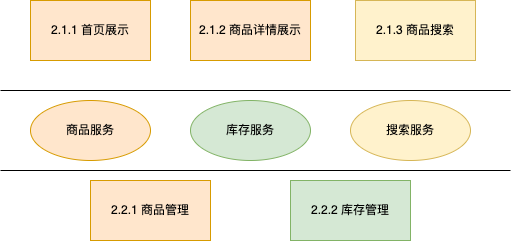 2.1.1 首页展示
2.1.2 商品详情展示
2.1.3 商品搜索
商品服务
库存服务
搜索服务
2.2.1 商品管理
2.2.2 库存管理